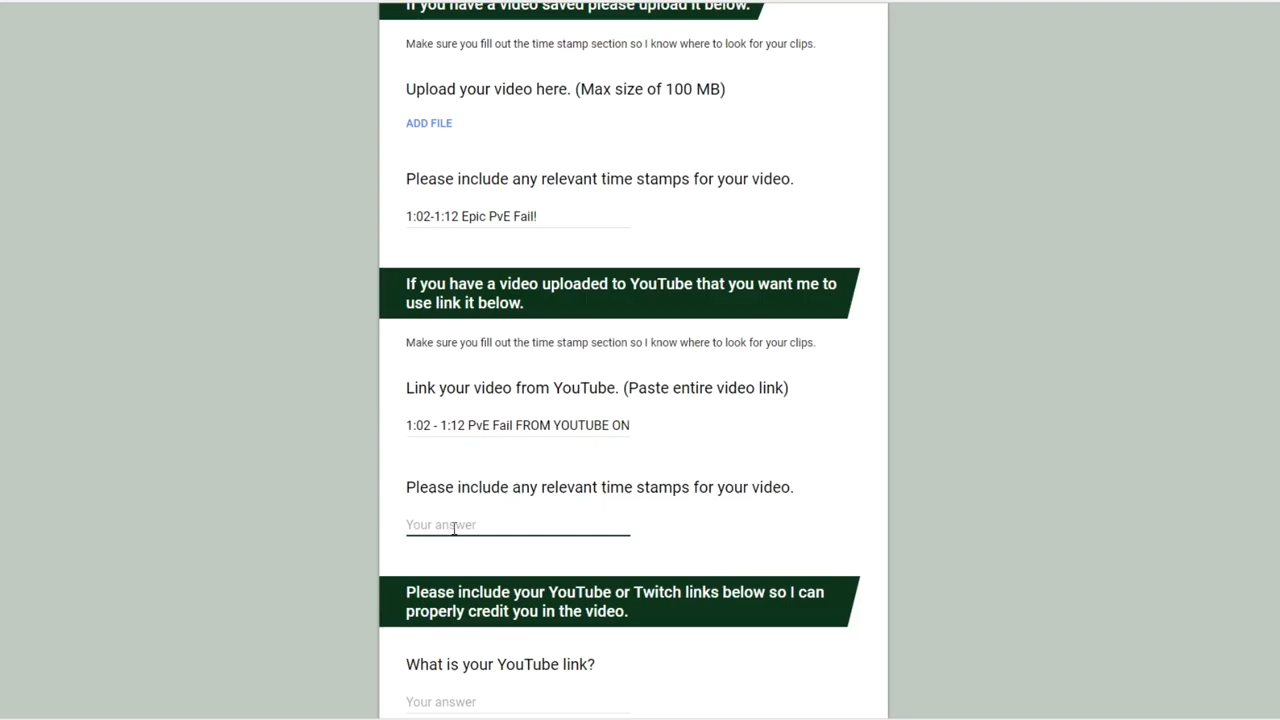 If you have a video saved please upload it below.
Make sure you fill out the time stamp section so I know where to look for your clips.
Upload your video here. (Max size of 100 MB)
ADD FILE
Please include any relevant time stamps for your video.
1:02-1:12 Epic PvE Fail!
If you have a video uploaded to YouTube that you want me to
use link it below.
Make sure you fill out the time stamp section so I know where to look for your clips.
Link your video from YouTube. (Paste entire video link)
1:02 - 1:12 PvE Fail FROM YOUTUBE ON
Please include any relevant time stamps for your video.
Your answer
Please include your YouTube or Twitch links below so I can
properly credit you in the video.
What is your YouTube link?
Your answer